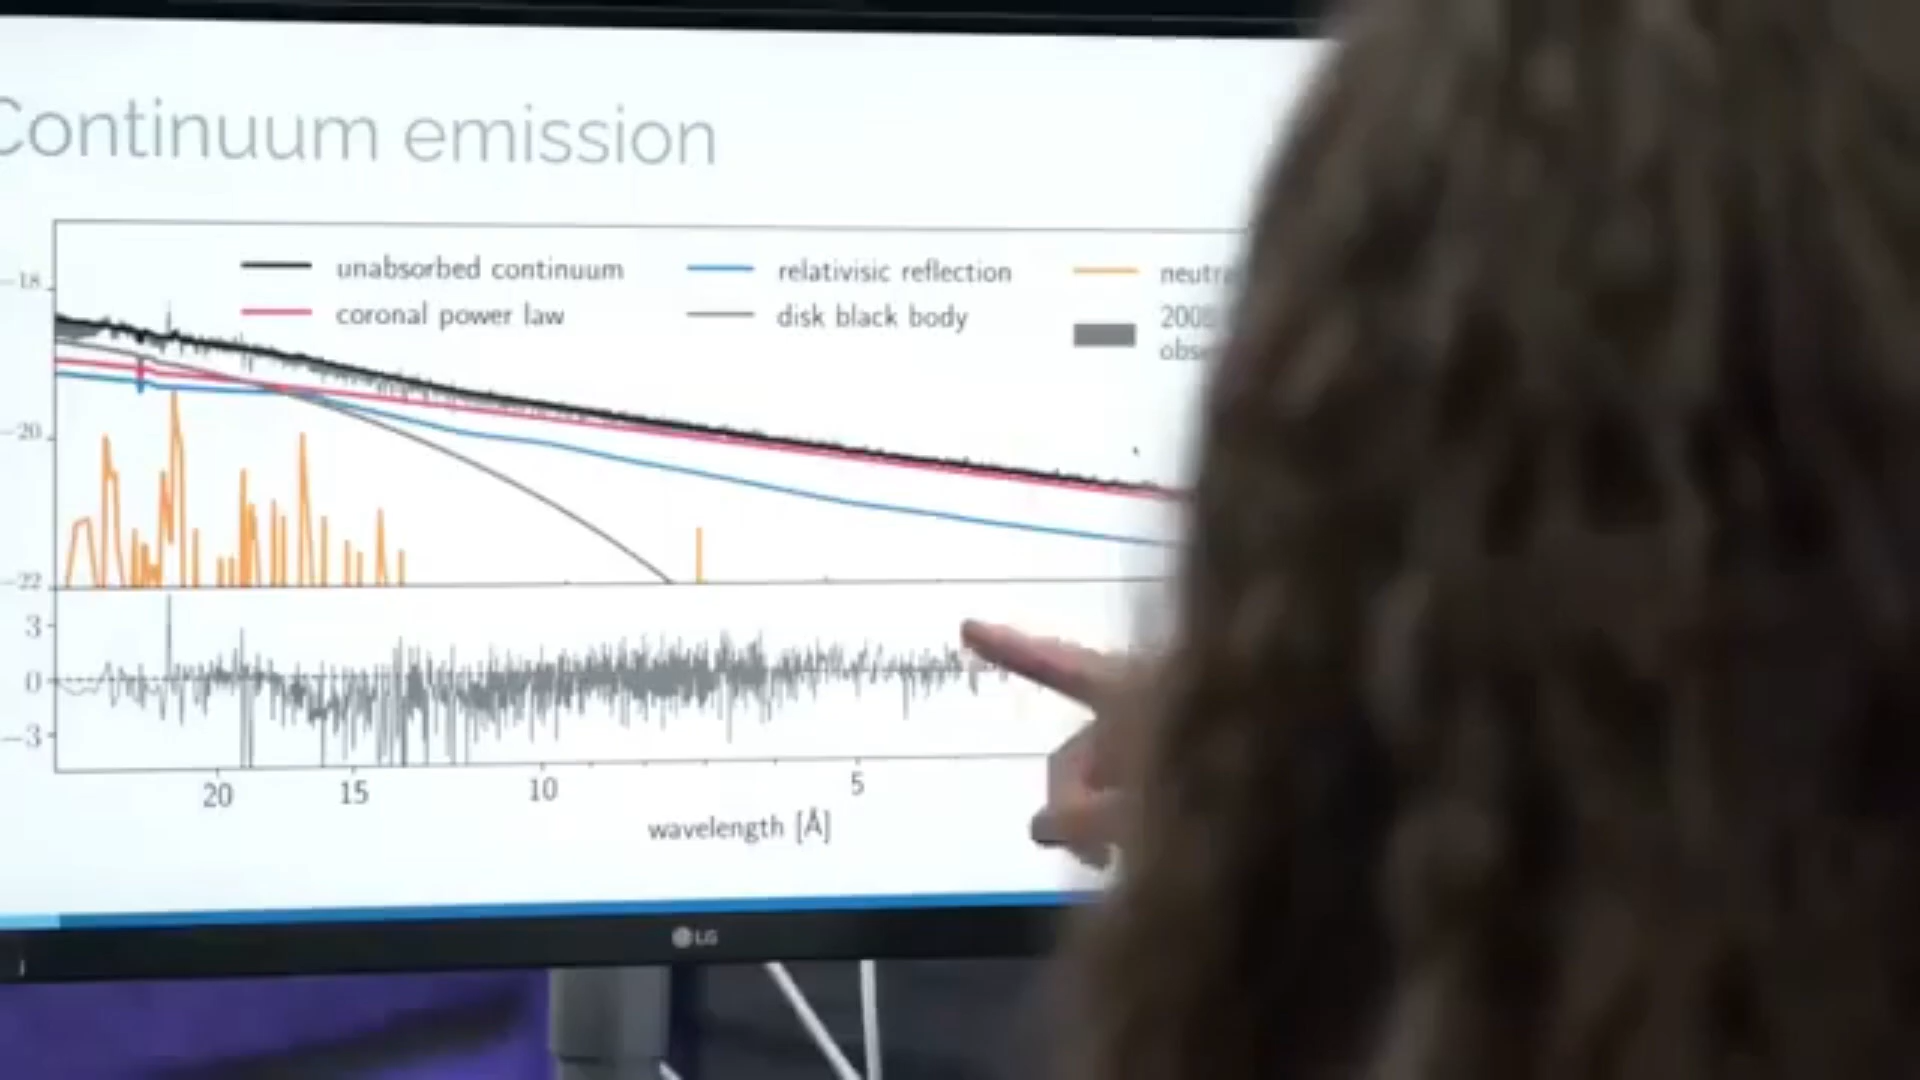 Continuum emission
unabsorbed continuum
relativisic reflection
coronal power law
disk black body
-18
-20
-22
3
0
-3
20 15 10 5
wavelength [Å]
LG